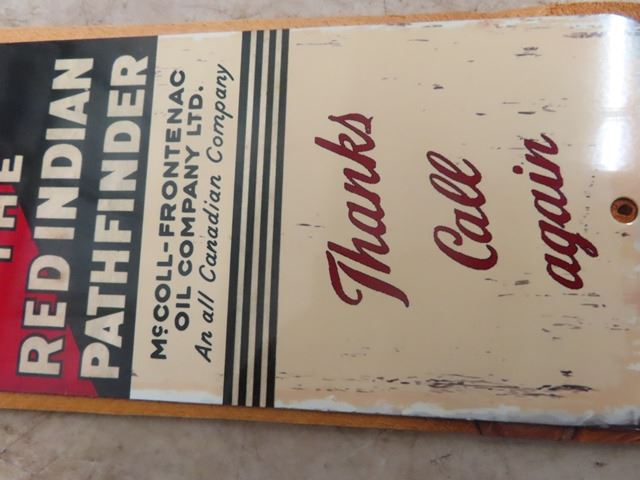 THE
RED INDIAN
PATHFINDER
McCOLL-FRONTENAC
OIL COMPANY LTD.
An all Canadian Company
Thanks
Call
again